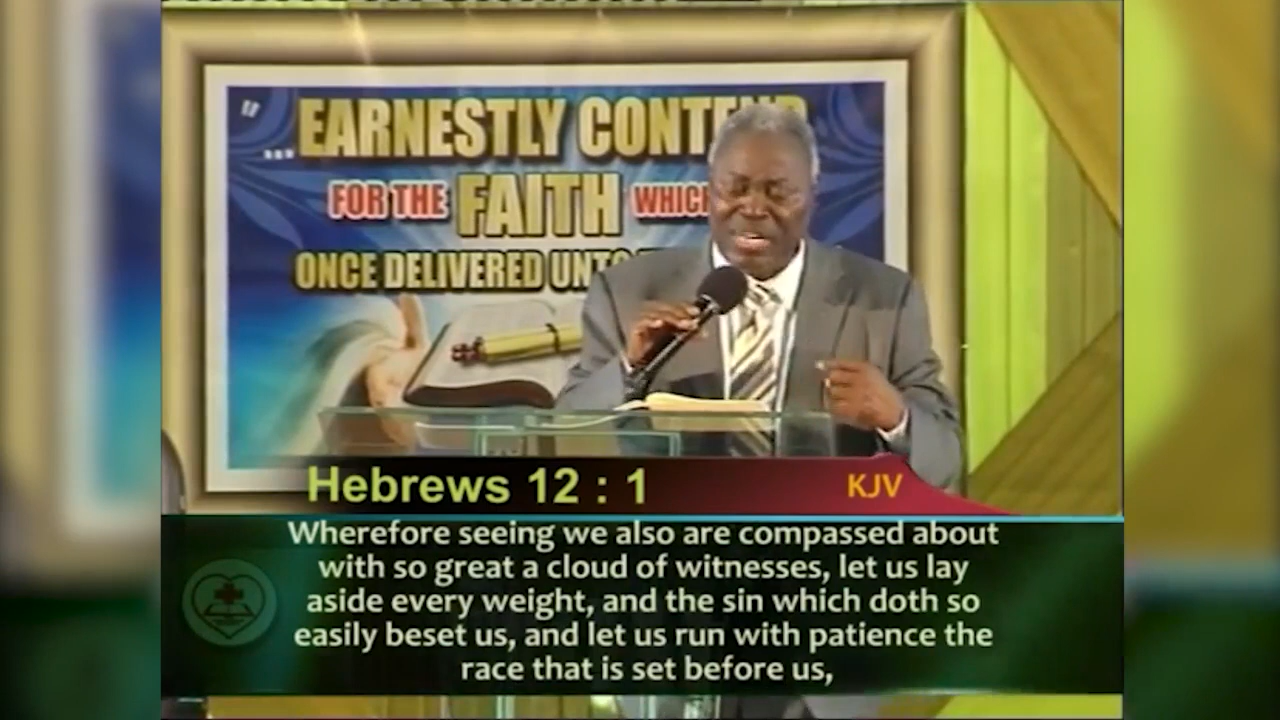 "
...EARNESTLY CONTEND
FOR THE FAITH WHICH
ONCE DELIVERED UNTO
Hebrews 12 : 1
KJV
Wherefore seeing we also are compassed about
with so great a cloud of witnesses, let us lay
aside every weight, and the sin which doth so
easily beset us, and let us run with patience the
race that is set before us,